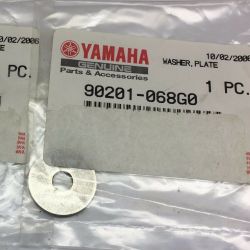 10/02/2006
1 PC.
YAMAHA
GENUINE
Parts & Accessories
10/02/2006
WASHER,PLATE
90201-068G0
1 PC.